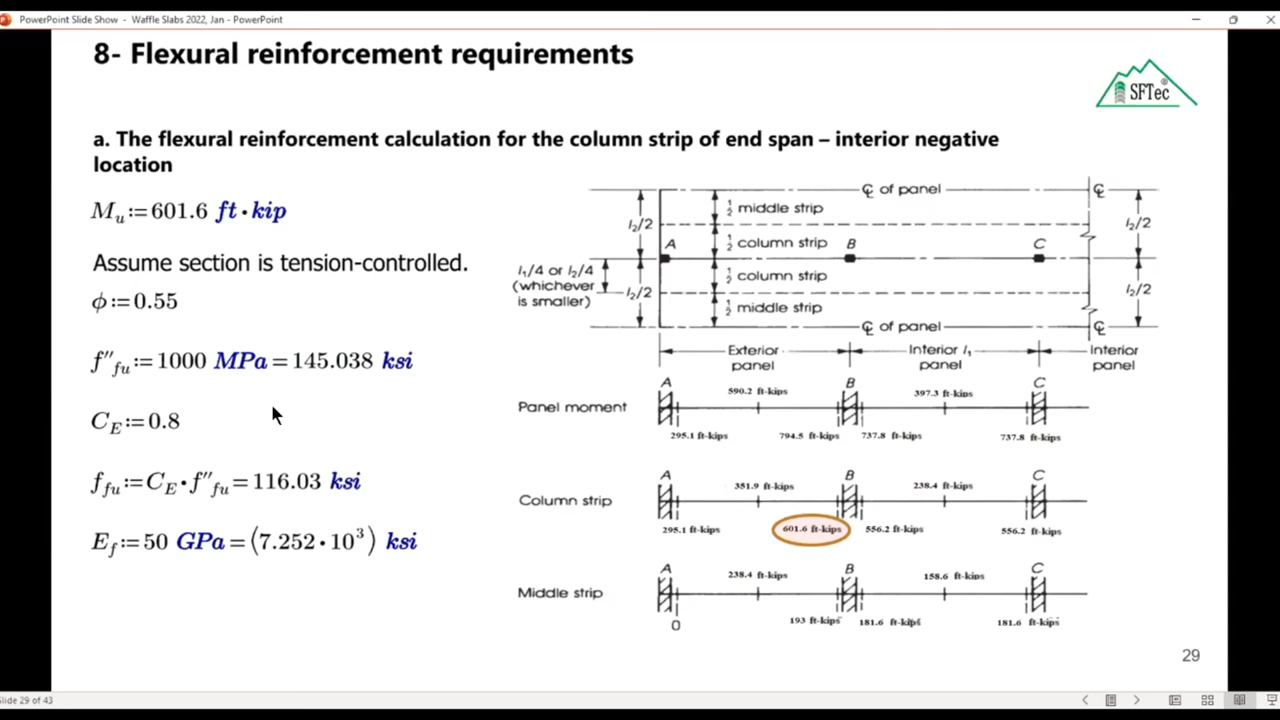 PowerPoint Slide Show - Waffle Slabs 2022, Jan - PowerPoint
8- Flexural reinforcement requirements
SFTec
®
a. The flexural reinforcement calculation for the column strip of end span – interior negative
location
Mu:=601.6 ft·kip
Assume section is tension-controlled.
ϕ:=0.55
f″fu:=1000 MPa=145.038 ksi
CE:=0.8
ffu:=CE·f″fu=116.03 ksi
Ef:=50 GPa=(7.252·10³) ksi
℄ of panel
℄
l2/2
½ middle strip
l2/2
A
½ column strip
B
C
l1/4 or l2/4
(whichever
is smaller)
l2/2
½ column strip
l2/2
½ middle strip
℄ of panel
℄
Exterior
panel
Interior l1
panel
Interior
panel
A
B
C
590.2 ft-kips
397.3 ft-kips
Panel moment
295.1 ft-kips
794.5 ft-kips
737.8 ft-kips
737.8 ft-kips
A
B
C
351.9 ft-kips
238.4 ft-kips
Column strip
295.1 ft-kips
601.6 ft-kips
556.2 ft-kips
556.2 ft-kips
A
B
C
238.4 ft-kips
158.6 ft-kips
Middle strip
0
193 ft-kips
181.6 ft-kips
181.6 ft-kips
29
Slide 29 of 43